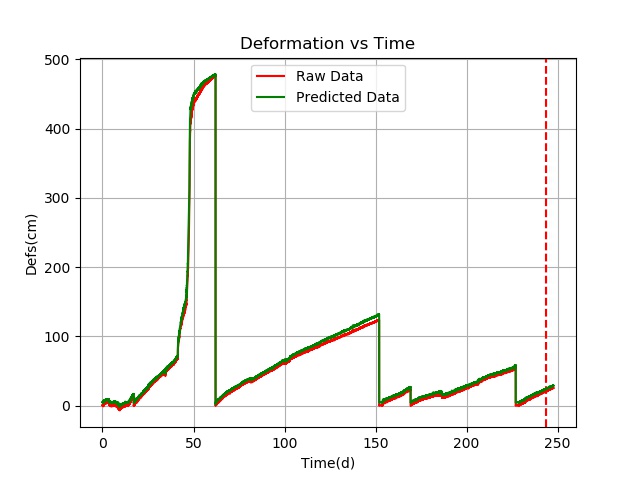 Deformation vs Time
Raw Data
Predicted Data
Defs(cm)
500
400
300
200
100
0
0 50 100 150 200 250
Time(d)